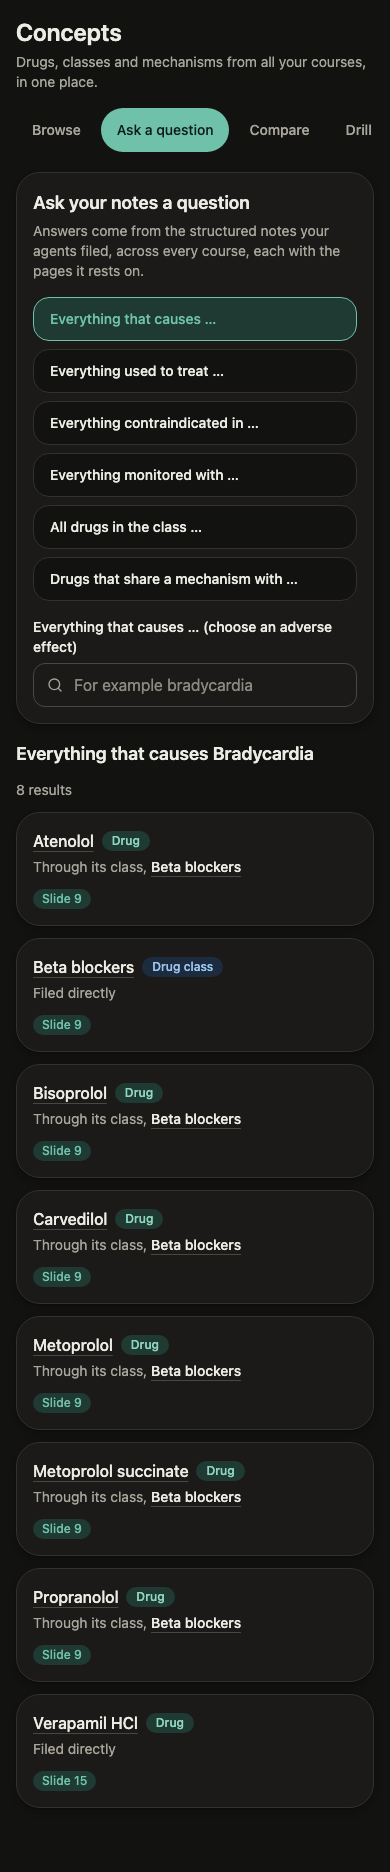 Concepts
Drugs, classes and mechanisms from all your courses,
in one place.
Browse
Ask a question
Compare
Drill
Ask your notes a question
Answers come from the structured notes your
agents filed, across every course, each with the
pages it rests on.
Everything that causes ...
Everything used to treat ...
Everything contraindicated in ...
Everything monitored with ...
All drugs in the class ...
Drugs that share a mechanism with ...
Everything that causes ... (choose an adverse
effect)
For example bradycardia
Everything that causes Bradycardia
8 results
Atenolol Drug
Through its class, Beta blockers
Slide 9
Beta blockers Drug class
Filed directly
Slide 9
Bisoprolol Drug
Through its class, Beta blockers
Slide 9
Carvedilol Drug
Through its class, Beta blockers
Slide 9
Metoprolol Drug
Through its class, Beta blockers
Slide 9
Metoprolol succinate Drug
Through its class, Beta blockers
Slide 9
Propranolol Drug
Through its class, Beta blockers
Slide 9
Verapamil HCl Drug
Filed directly
Slide 15